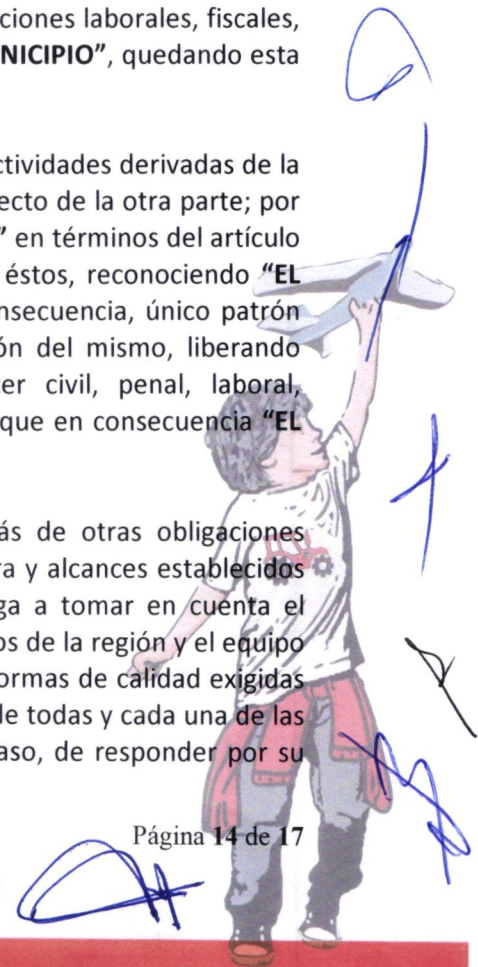 ciones laborales, fiscales,
NICIPIO”, quedando esta
ctividades derivadas de la
ecto de la otra parte; por
” en términos del artículo
éstos, reconociendo “EL
nsecuencia, único patrón
ón del mismo, liberando
ter civil, penal, laboral,
que en consecuencia “EL
ás de otras obligaciones
ra y alcances establecidos
ga a tomar en cuenta el
os de la región y el equipo
ormas de calidad exigidas
de todas y cada una de las
aso, de responder por su
Página 14 de 17